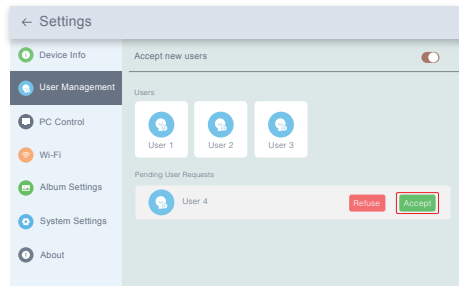 ← Settings
Device Info
Accept new users
User Management
Users
PC Control
User 1
User 2
User 3
Wi-Fi
Pending User Requests
Album Settings
User 4
Refuse
Accept
System Settings
About